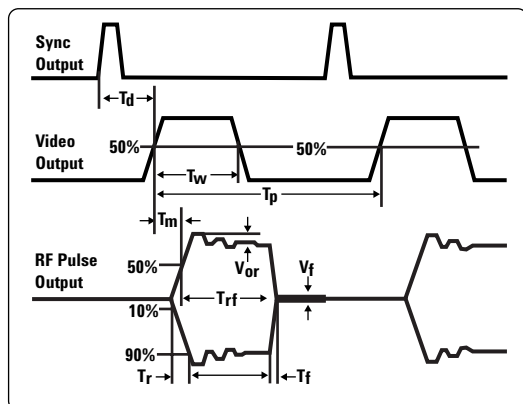 Sync
Output
Td
Video
Output
50%
50%
Tw
Tp
Tm
RF Pulse
Output
50%
Vor
Vf
Trf
10%
90%
Tr
Tf